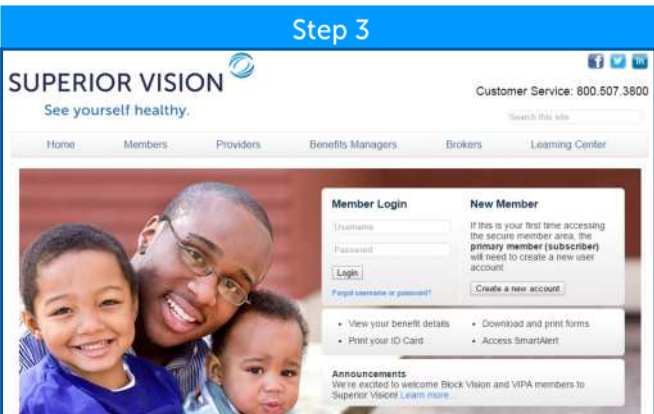 Step 3
SUPERIOR VISION
See yourself healthy.
Customer Service: 800.507.3800
Search this site
Home Members Providers Benefits Managers Brokers Learning Center
Member Login
Username
Password
Login
Forgot username or password?
New Member
If this is your first time accessing
the secure member area, the
primary member (subscriber)
will need to create a new user
account
Create a new account
• View your benefit details
• Print your ID Card
• Download and print forms
• Access SmartAlert
Announcements
We're excited to welcome Block Vision and VIPA members to
Superior Vision! Learn more...